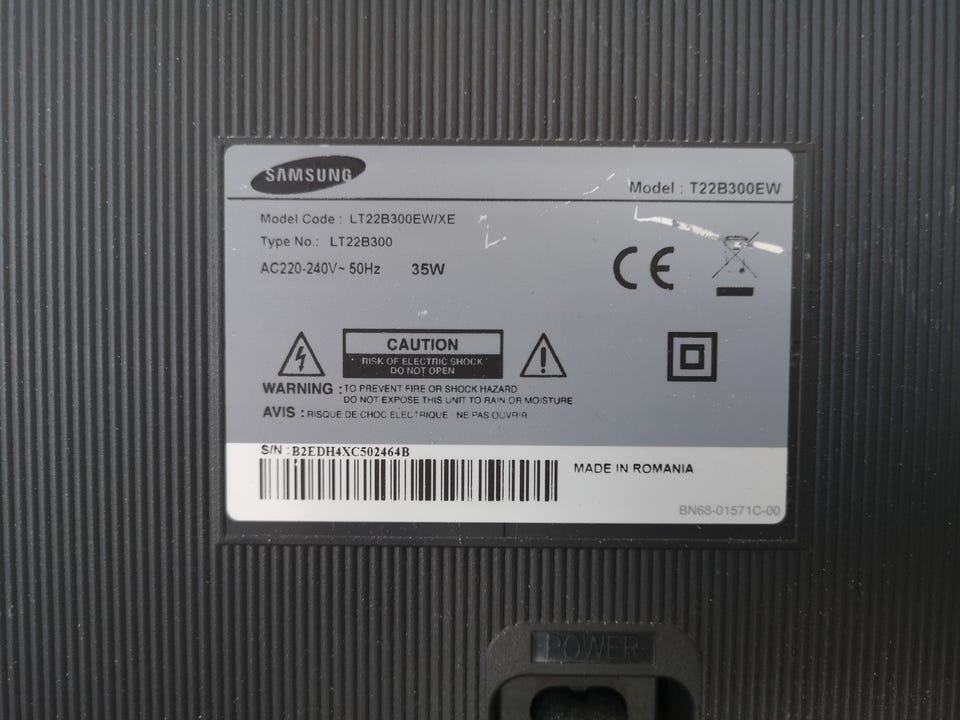 SAMSUNG
Model : T22B300EW
Model Code : LT22B300EW/XE
Type No.: LT22B300
AC220-240V~ 50Hz 35W
CE
CAUTION
RISK OF ELECTRIC SHOCK
DO NOT OPEN
WARNING : TO PREVENT FIRE OR SHOCK HAZARD
DO NOT EXPOSE THIS UNIT TO RAIN OR MOISTURE
AVIS : RISQUE DE CHOC ELECTRIQUE NE PAS OUVRIR
S/N : B2EDH4XC502464B
MADE IN ROMANIA
BN68-01571C-00
POWER